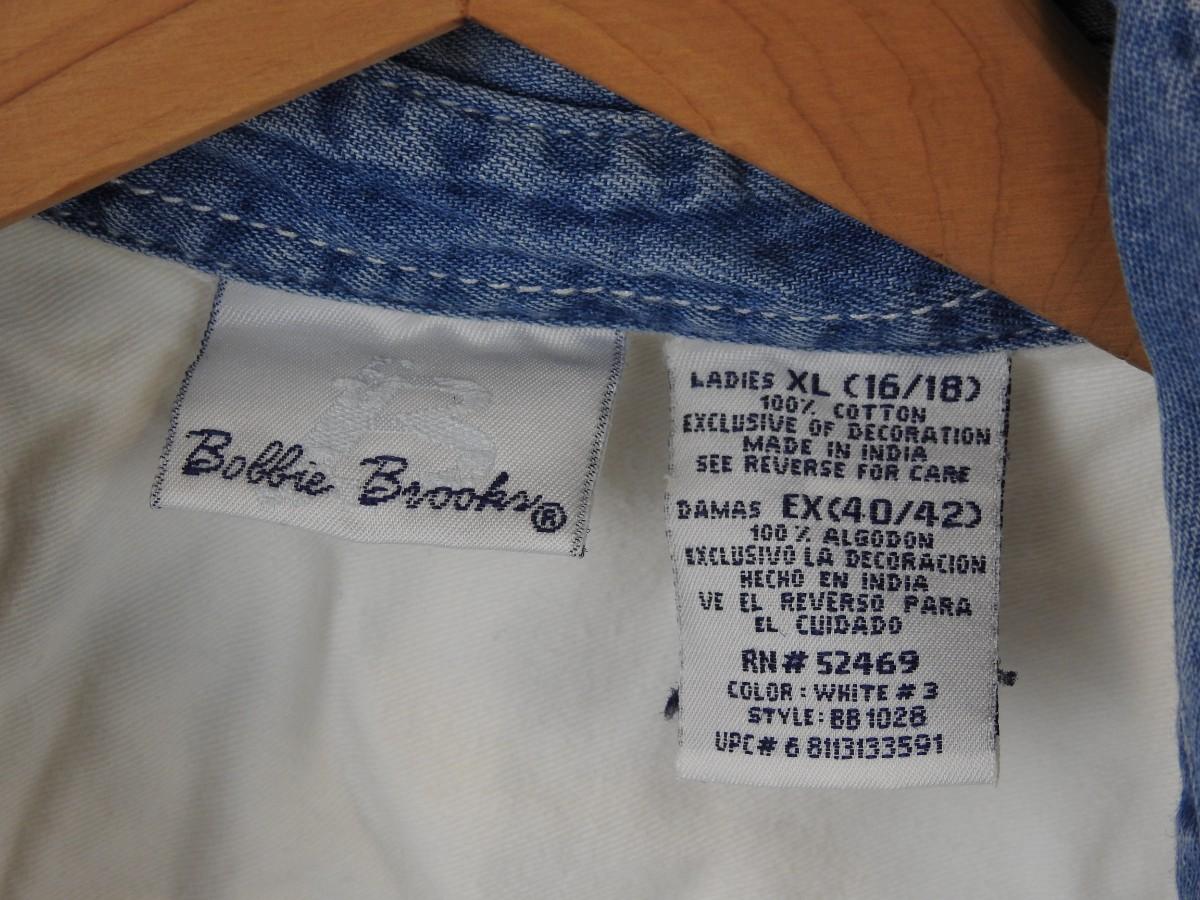 Bobbie Brooks®
LADIES XL (16/18)
100% COTTON
EXCLUSIVE OF DECORATION
MADE IN INDIA
SEE REVERSE FOR CARE
DAMAS EX(40/42)
100% ALGODON
EXCLUSIVO LA DECORACION
HECHO EN INDIA
VE EL REVERSO PARA
EL CUIDADO
RN# 52469
COLOR: WHITE #3
STYLE: BB1028
UPC# 6 8113133591